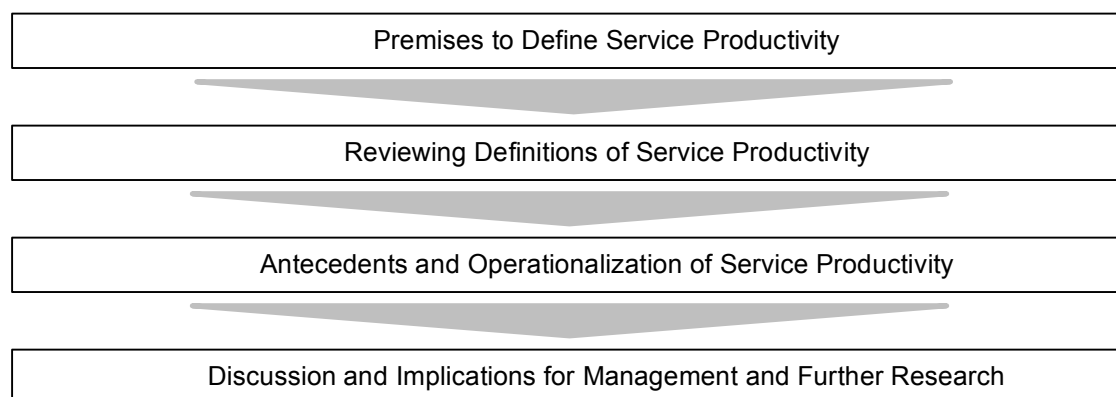 Premises to Define Service Productivity
Reviewing Definitions of Service Productivity
Antecedents and Operationalization of Service Productivity
Discussion and Implications for Management and Further Research